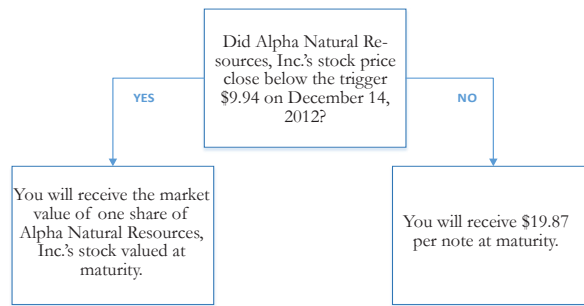 Did Alpha Natural Re-
sources, Inc.'s stock price
close below the trigger
$9.94 on December 14,
2012?
YES
NO
You will receive the market
value of one share of
Alpha Natural Resources,
Inc.'s stock valued at
maturity.
You will receive $19.87
per note at maturity.